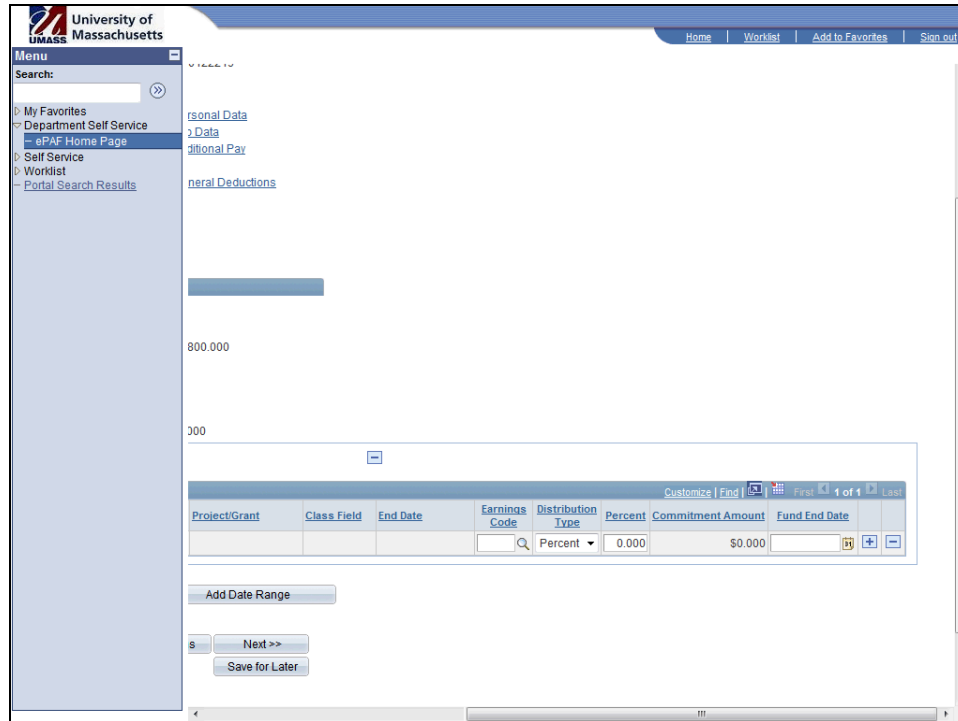 University of
UMASS Massachusetts
Home | Worklist | Add to Favorites | Sign out
Menu
Search:
My Favorites
Department Self Service
ePAF Home Page
Self Service
Worklist
Portal Search Results
rsonal Data
Data
ditional Pay
neral Deductions
800.000
000
Customize | Find | First 1 of 1 Last
Project/Grant Class Field End Date Earnings Code Distribution Type Percent Commitment Amount Fund End Date
Percent 0.000 $0.000 31
Add Date Range
s Next >>
Save for Later